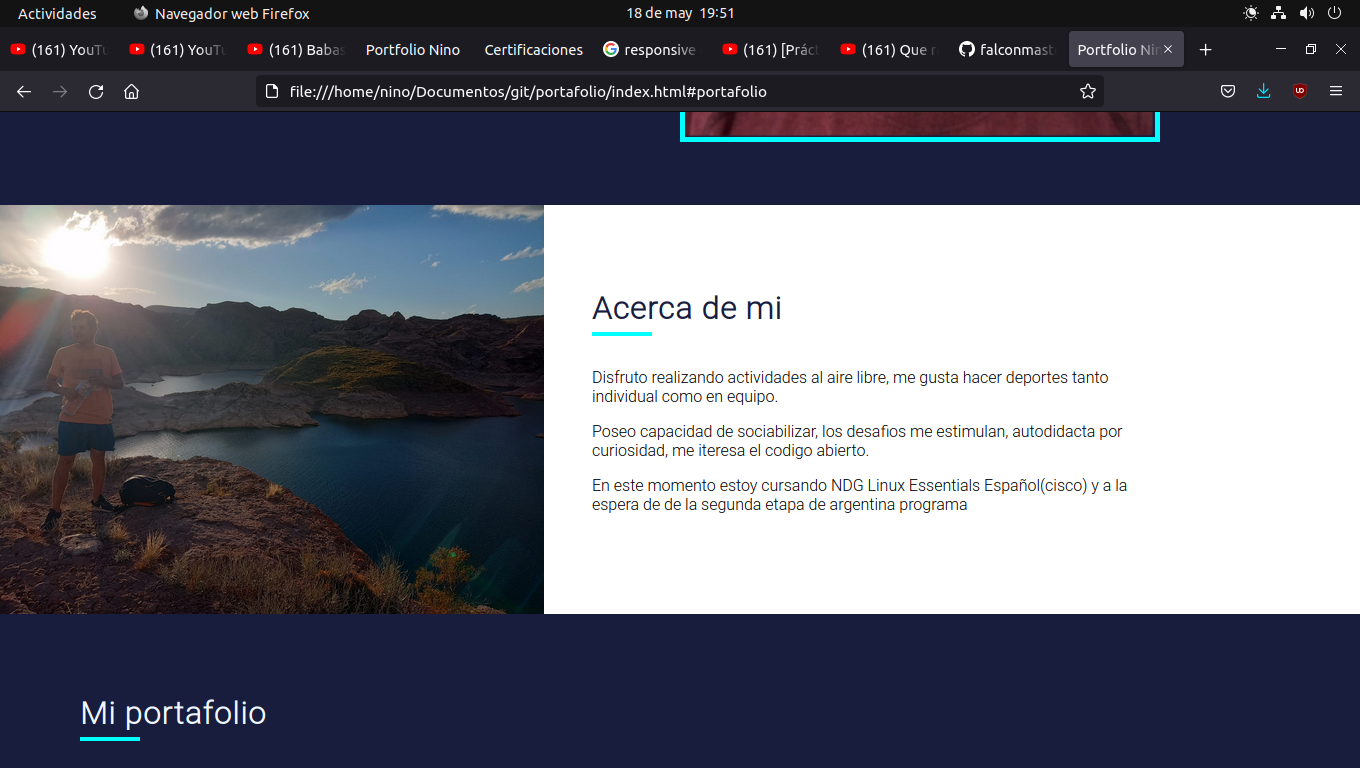 Actividades
Navegador web Firefox
18 de may 19:51
(161) YouTu
(161) YouTu
(161) Babas
Portfolio Nino
Certificaciones
responsive
(161) [Práct
(161) Que r
falconmast
Portfolio Nin
file:///home/nino/Documentos/git/portafolio/index.html#portafolio
Acerca de mi
Disfruto realizando actividades al aire libre, me gusta hacer deportes tanto
individual como en equipo.
Poseo capacidad de sociabilizar, los desafios me estimulan, autodidacta por
curiosidad, me iteresa el codigo abierto.
En este momento estoy cursando NDG Linux Essentials Español(cisco) y a la
espera de de la segunda etapa de argentina programa
Mi portafolio